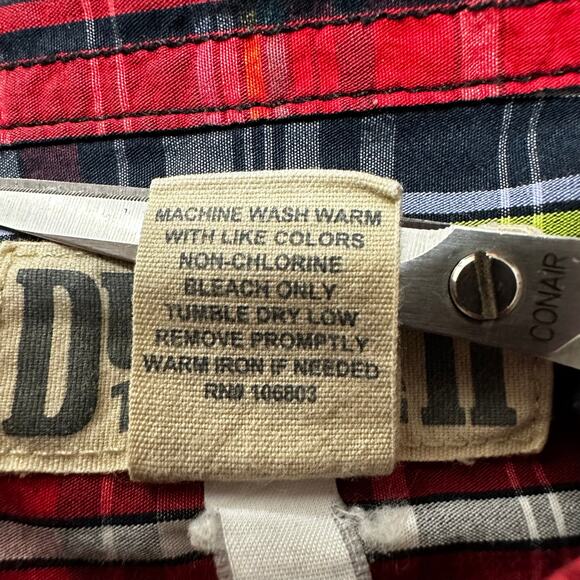 MACHINE WASH WARM
WITH LIKE COLORS
NON-CHLORINE
BLEACH ONLY
TUMBLE DRY LOW
REMOVE PROMPTLY
WARM IRON IF NEEDED
RN# 106803
CONAIR